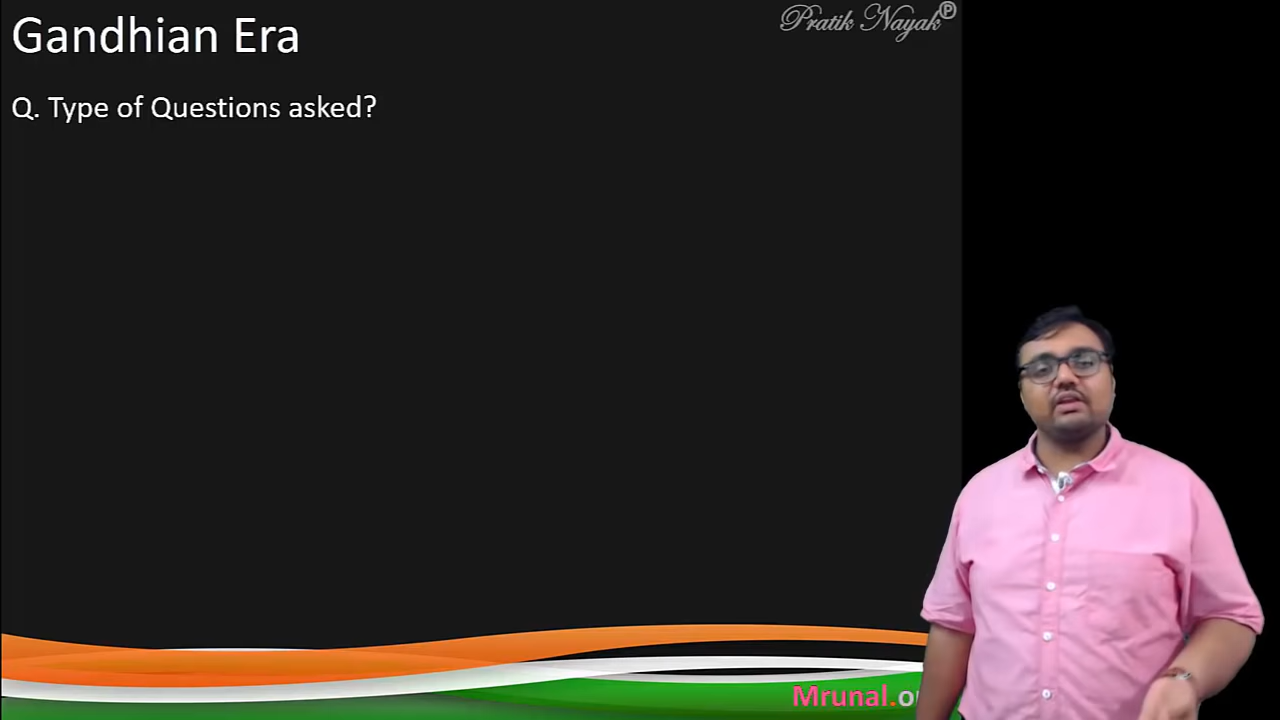 Gandhian Era
Pratik Nayak
Q. Type of Questions asked?
Mrunal.o